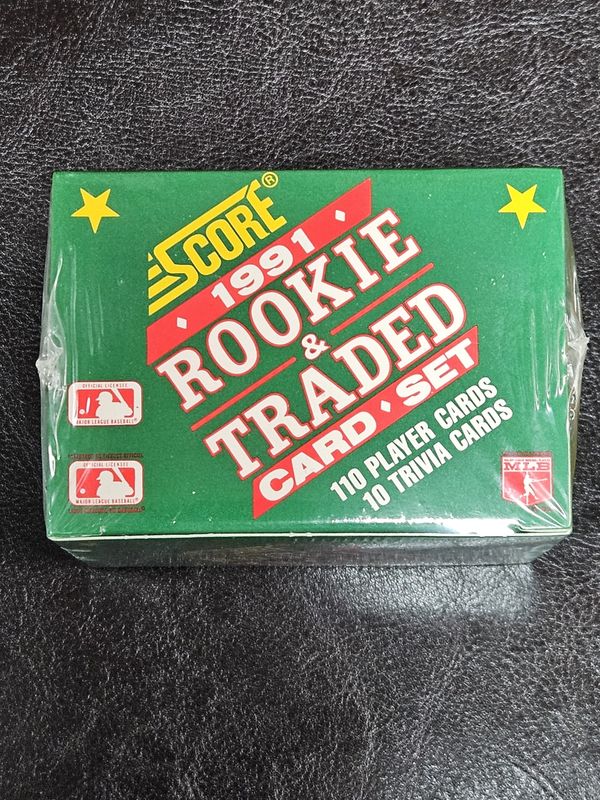 SCORE®
1991
ROOKIE
&
TRADED
CARD SET
110 PLAYER CARDS
10 TRIVIA CARDS
OFFICIAL LICENSEE
MAJOR LEAGUE BASEBALL
OFFICIAL LICENSEE
MAJOR LEAGUE BASEBALL
MLB